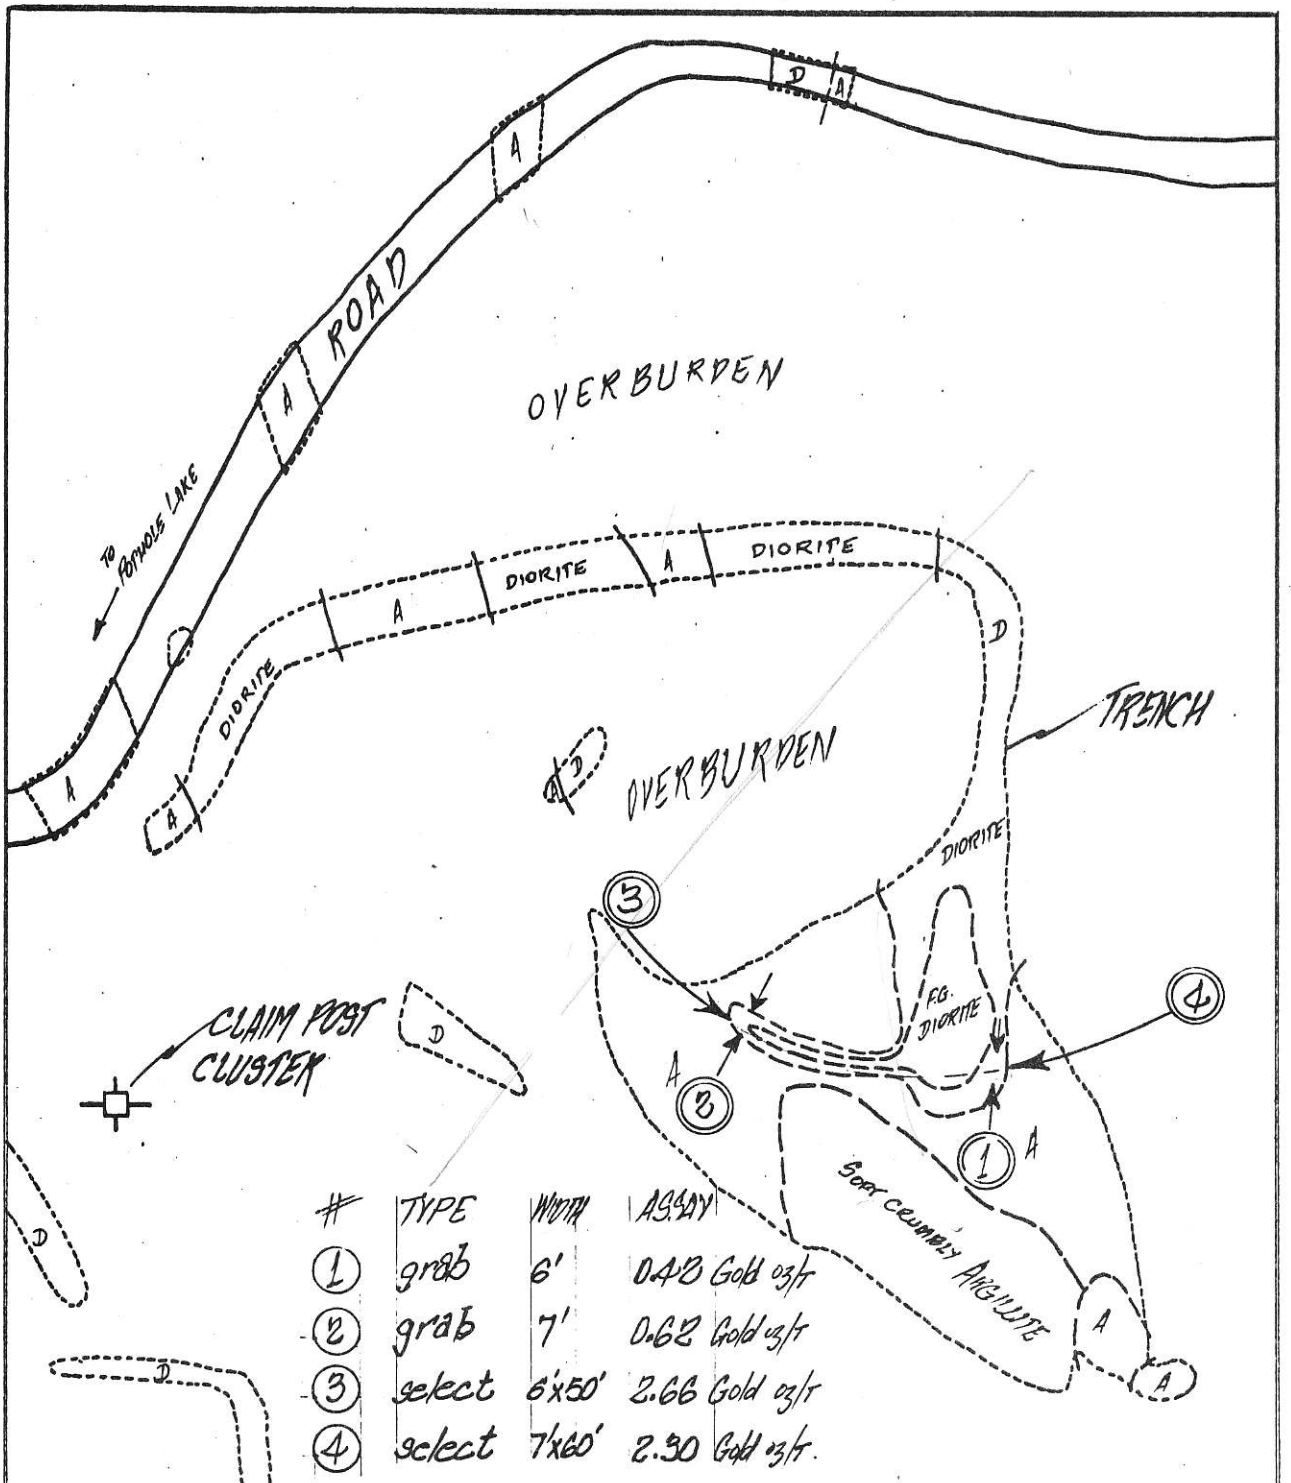 D A
A
ROAD
A
OVERBURDEN
TO
POTHOLE LAKE
DIORITE A DIORITE
A
D
DIORITE
TRENCH
A
A
A D
OVERBURDEN
DIORITE
3
F.G.
DIORITE
4
CLAIM POST
CLUSTER
D
A
2
1 A
SOFT CRUMBLY ARGILLITE
D
A
A
D
# TYPE WIDTH ASSAY
1 grab 6' 0.42 Gold oz/T
2 grab 7' 0.62 Gold oz/T
3 select 6'x50' 2.66 Gold oz/T
4 select 7'x60' 2.30 Gold oz/T.